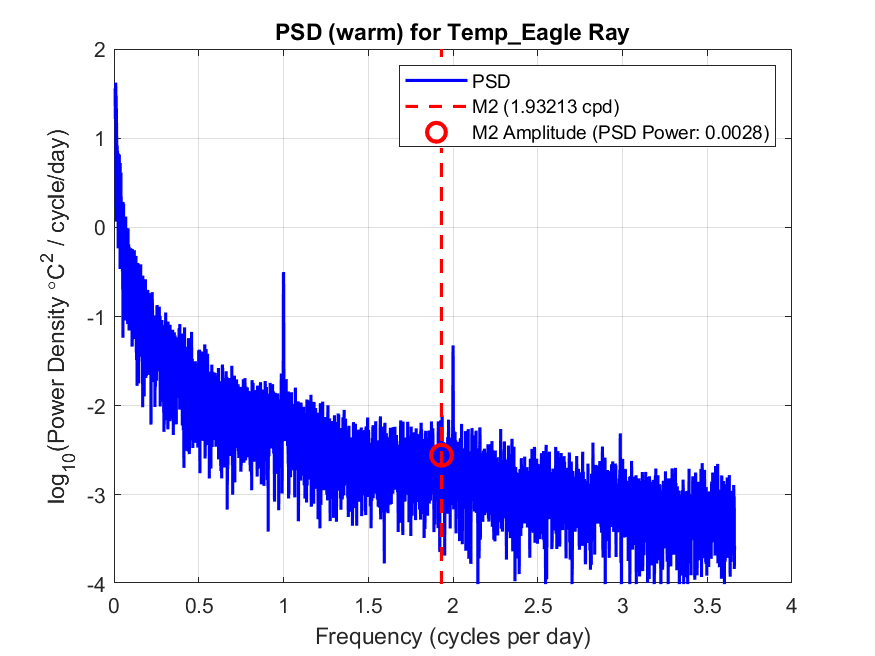 PSD (warm) for Temp_Eagle Ray
PSD
M2 (1.93213 cpd)
M2 Amplitude (PSD Power: 0.0028)
log10(Power Density °C2 / cycle/day)
2
1
0
-1
-2
-3
-4
0 0.5 1 1.5 2 2.5 3 3.5 4
Frequency (cycles per day)